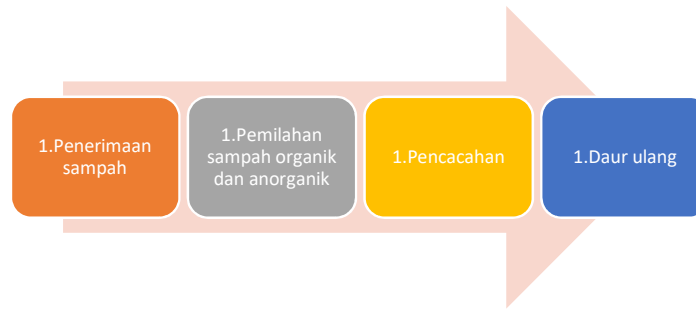 1.Penerimaan
sampah
1.Pemilahan
sampah organik
dan anorganik
1.Pencacahan
1.Daur ulang